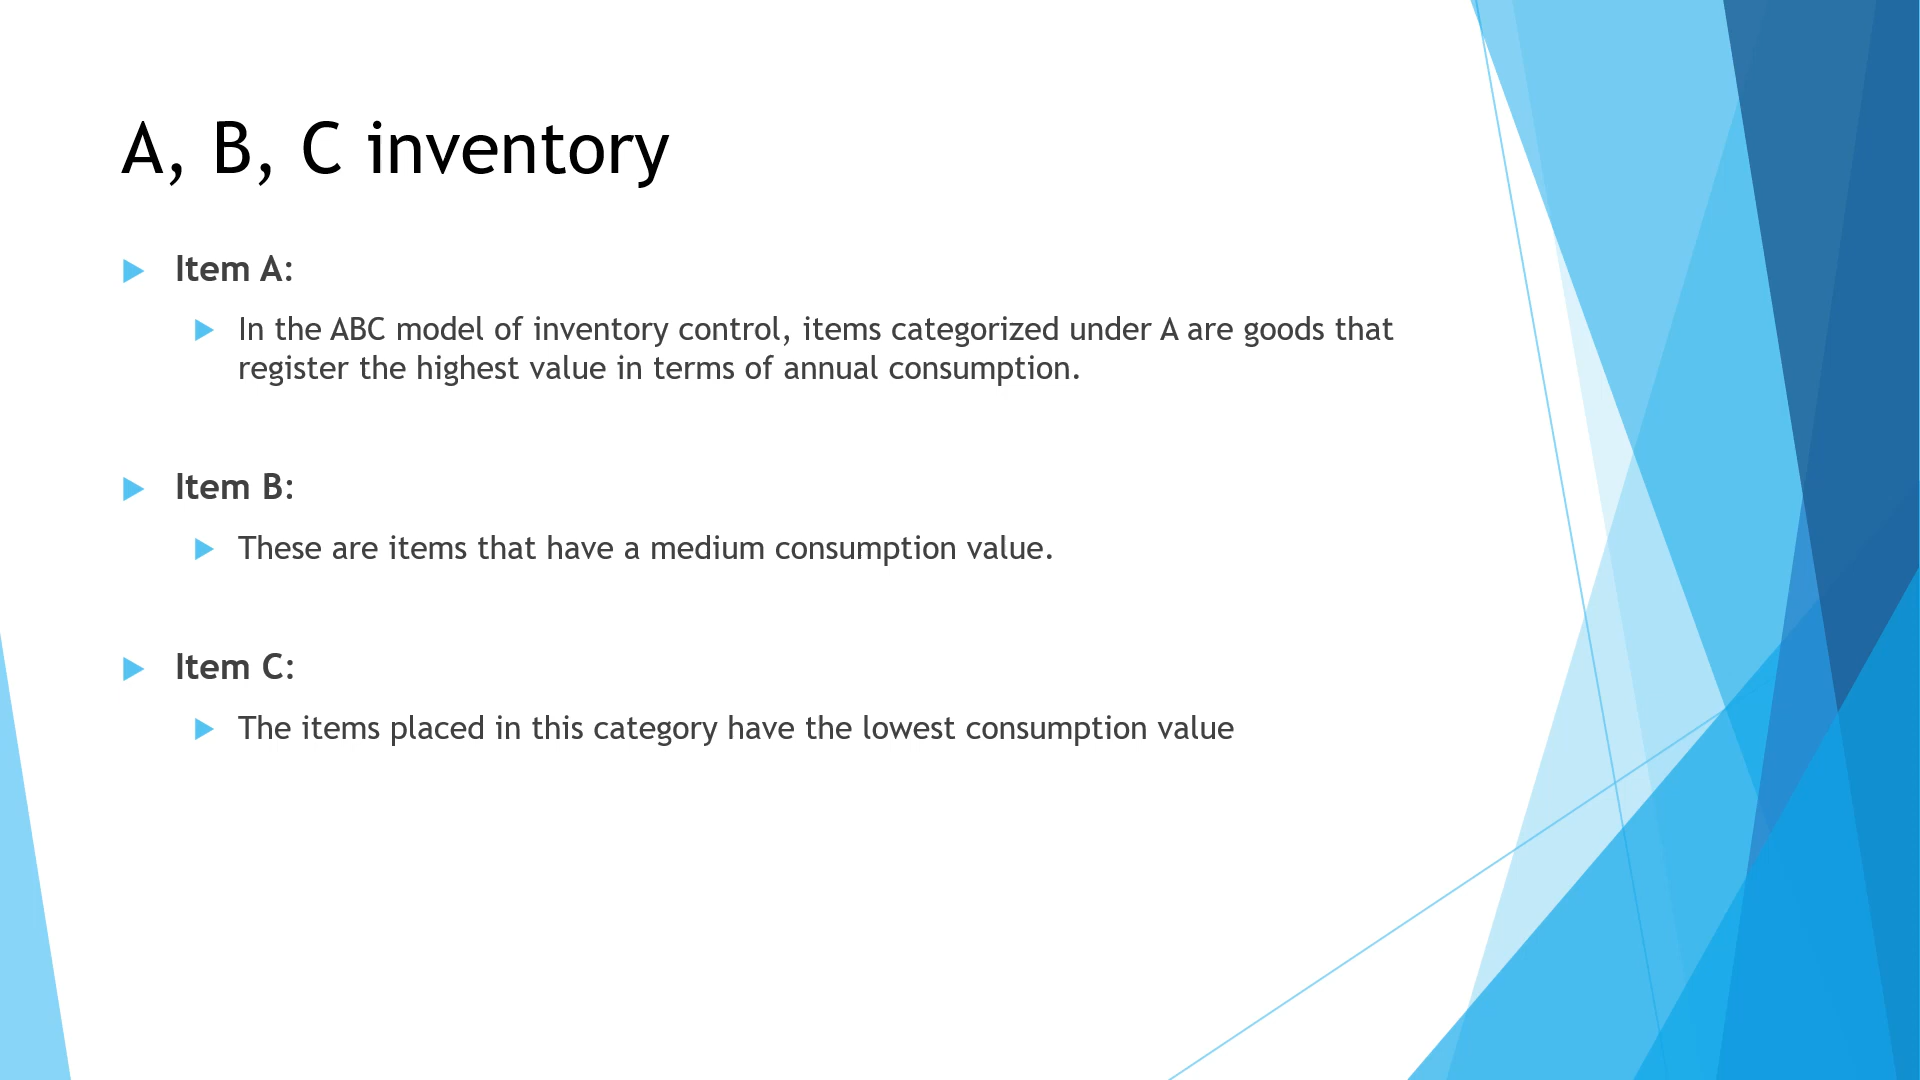 A, B, C inventory
Item A:
In the ABC model of inventory control, items categorized under A are goods that
register the highest value in terms of annual consumption.
Item B:
These are items that have a medium consumption value.
Item C:
The items placed in this category have the lowest consumption value